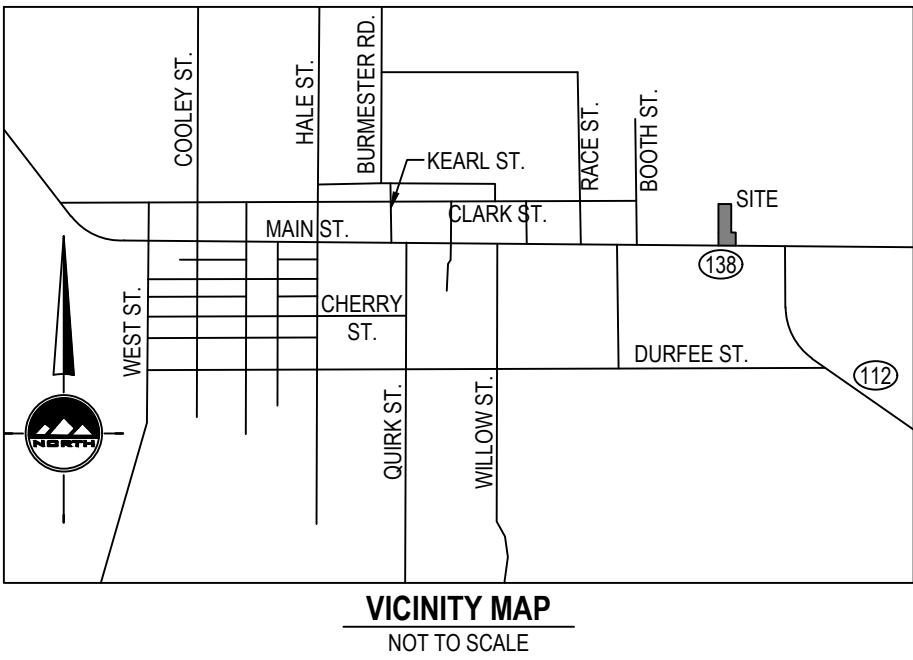 COOLEY ST.
HALE ST.
BURMESTER RD.
KEARL ST.
RACE ST.
BOOTH ST.
SITE
CLARK ST.
MAIN ST.
138
WEST ST.
CHERRY
ST.
DURFEE ST.
112
QUIRK ST.
WILLOW ST.
NORTH
VICINITY MAP
NOT TO SCALE